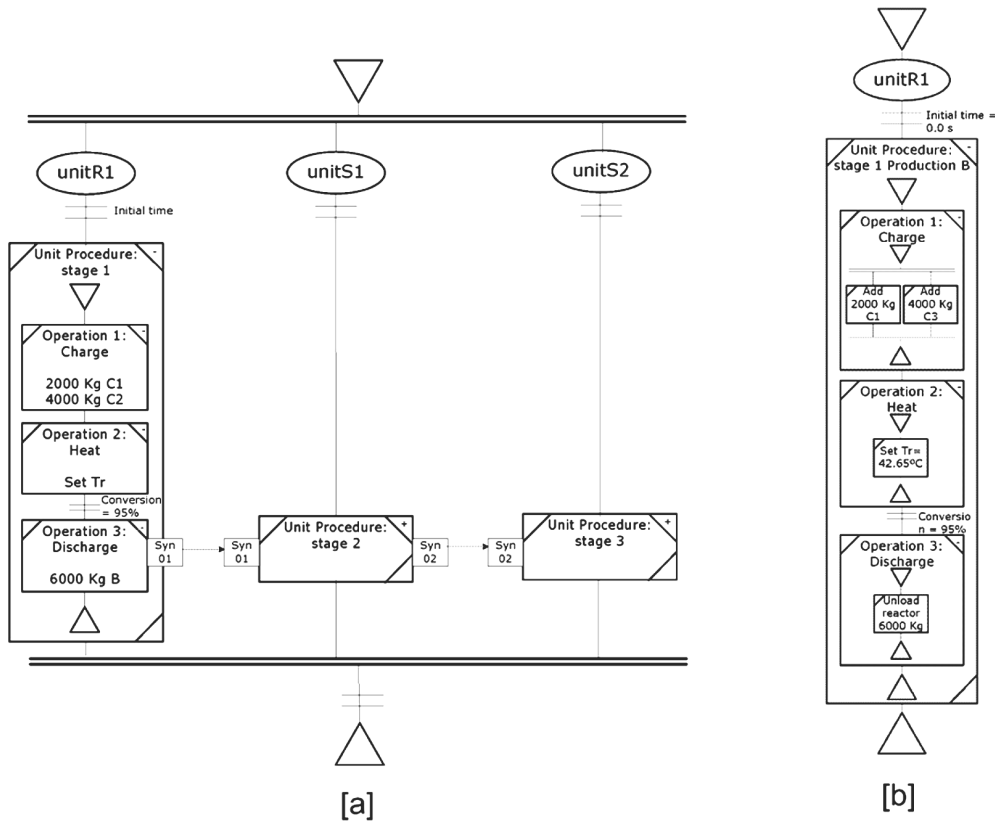 unitR1
unitS1
unitS2
Initial time
Unit Procedure:
stage 1
-
Operation 1:
-
Charge
2000 Kg C1
4000 Kg C2
Operation 2:
-
Heat
Set Tr
Conversion
= 95%
Operation 3:
-
Discharge
6000 Kg B
Syn
01
Syn
01
Unit Procedure:
+
stage 2
Syn
02
Syn
02
Unit Procedure:
+
stage 3
[a]
unitR1
Initial time =
0.0 s
Unit Procedure:
-
stage 1 Production B
Operation 1:
-
Charge
Add
2000 Kg
C1
Add
4000 Kg
C3
Operation 2:
-
Heat
Set Tr=
42.65ºC
Conversio
n = 95%
Operation 3:
-
Discharge
Unload
reactor
6000 Kg
[b]